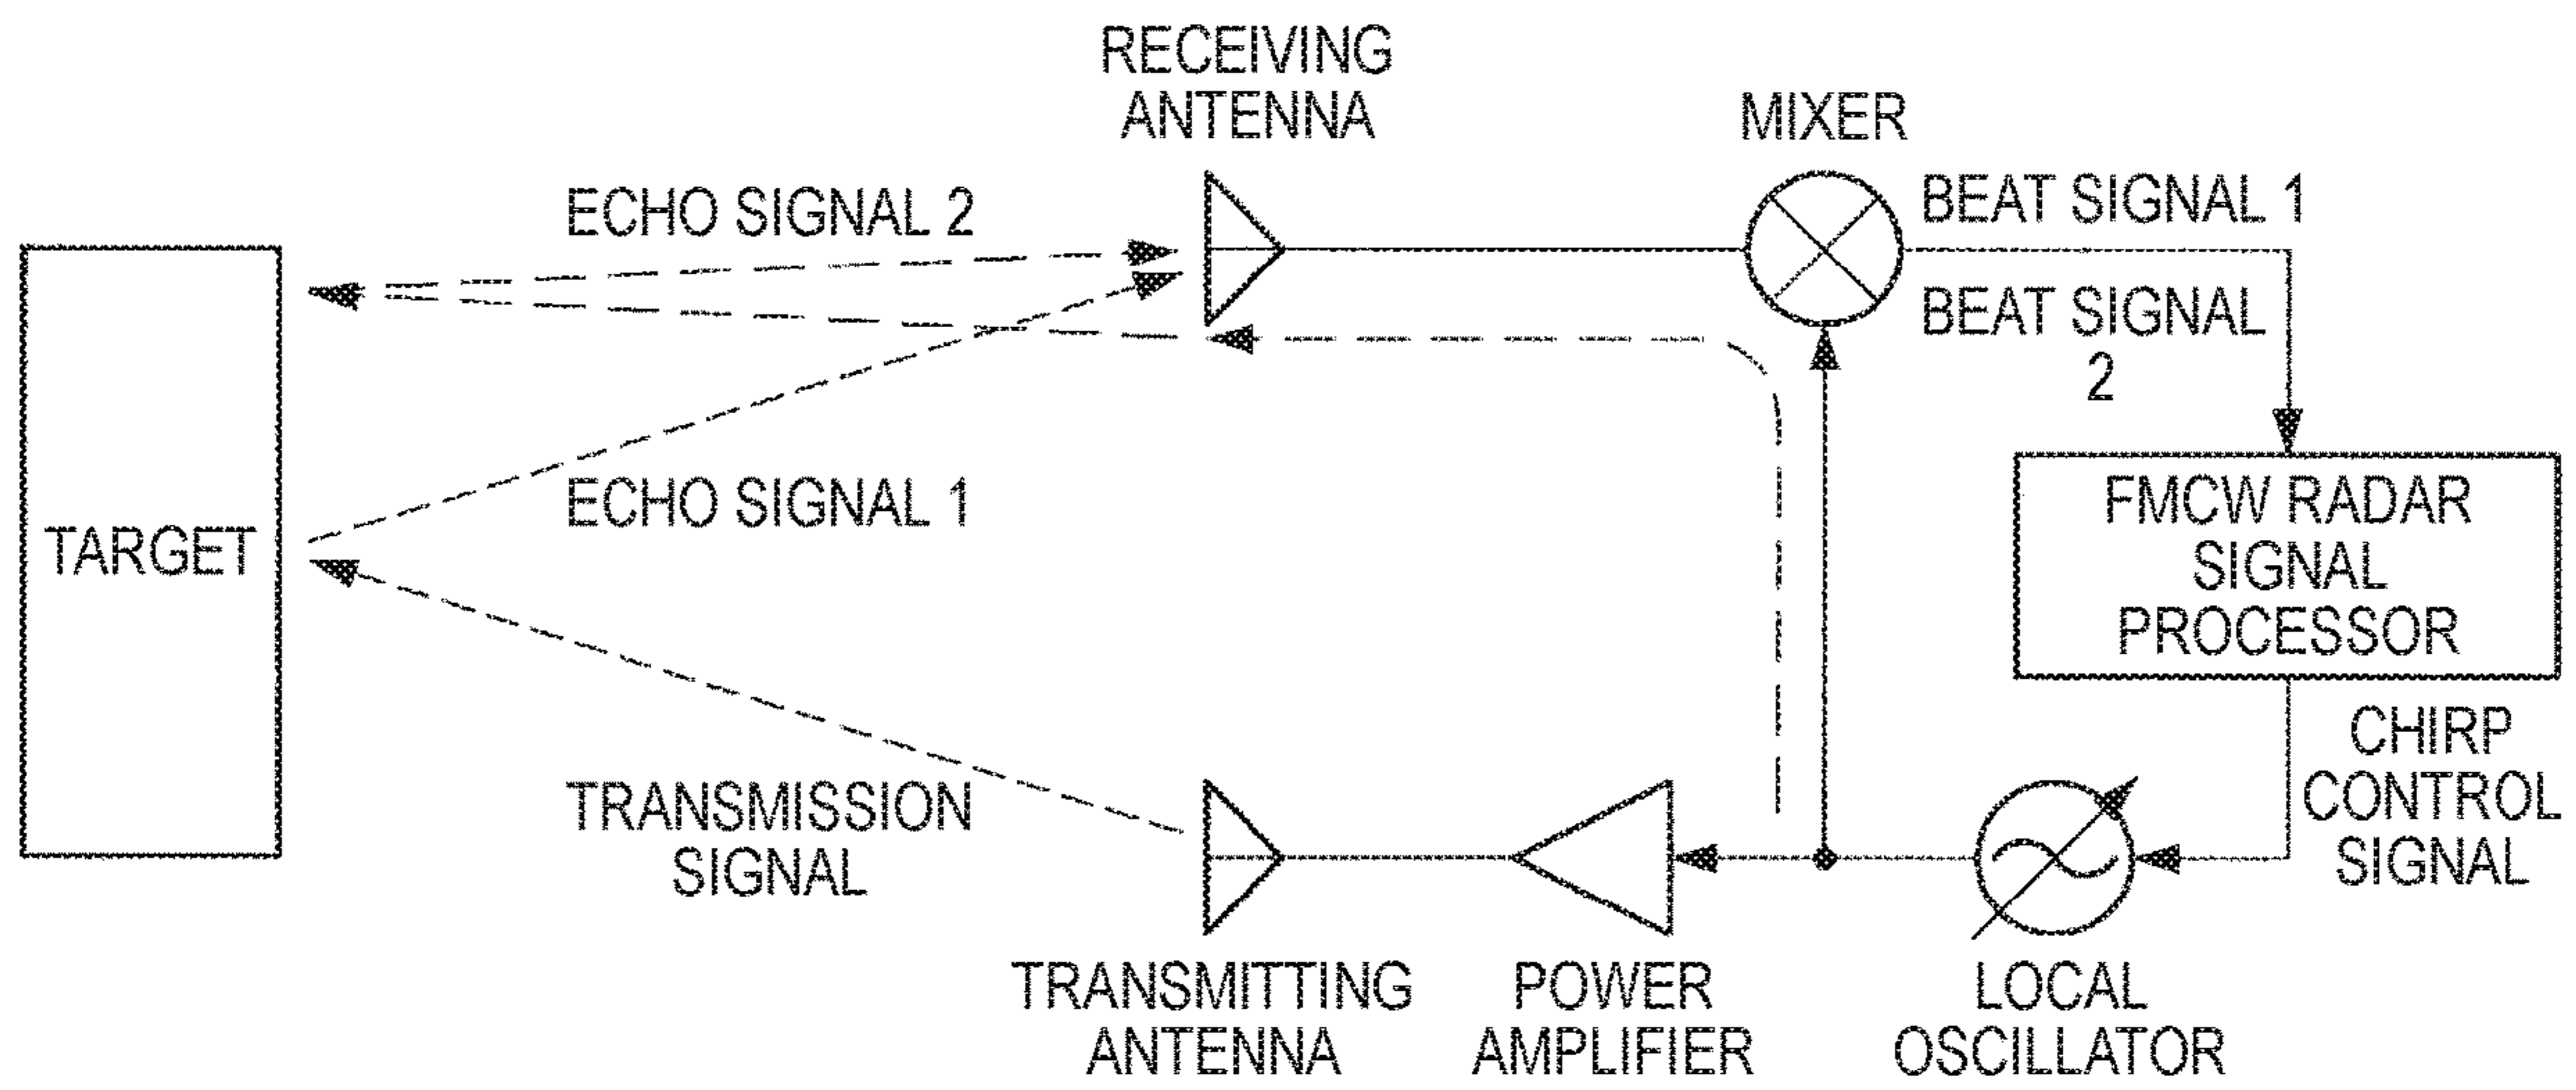 RECEIVING
ANTENNA
MIXER
ECHO SIGNAL 2
BEAT SIGNAL 1
BEAT SIGNAL
2
TARGET
ECHO SIGNAL 1
FMCW RADAR
SIGNAL
PROCESSOR
TRANSMISSION
SIGNAL
CHIRP
CONTROL
SIGNAL
TRANSMITTING
ANTENNA
POWER
AMPLIFIER
LOCAL
OSCILLATOR